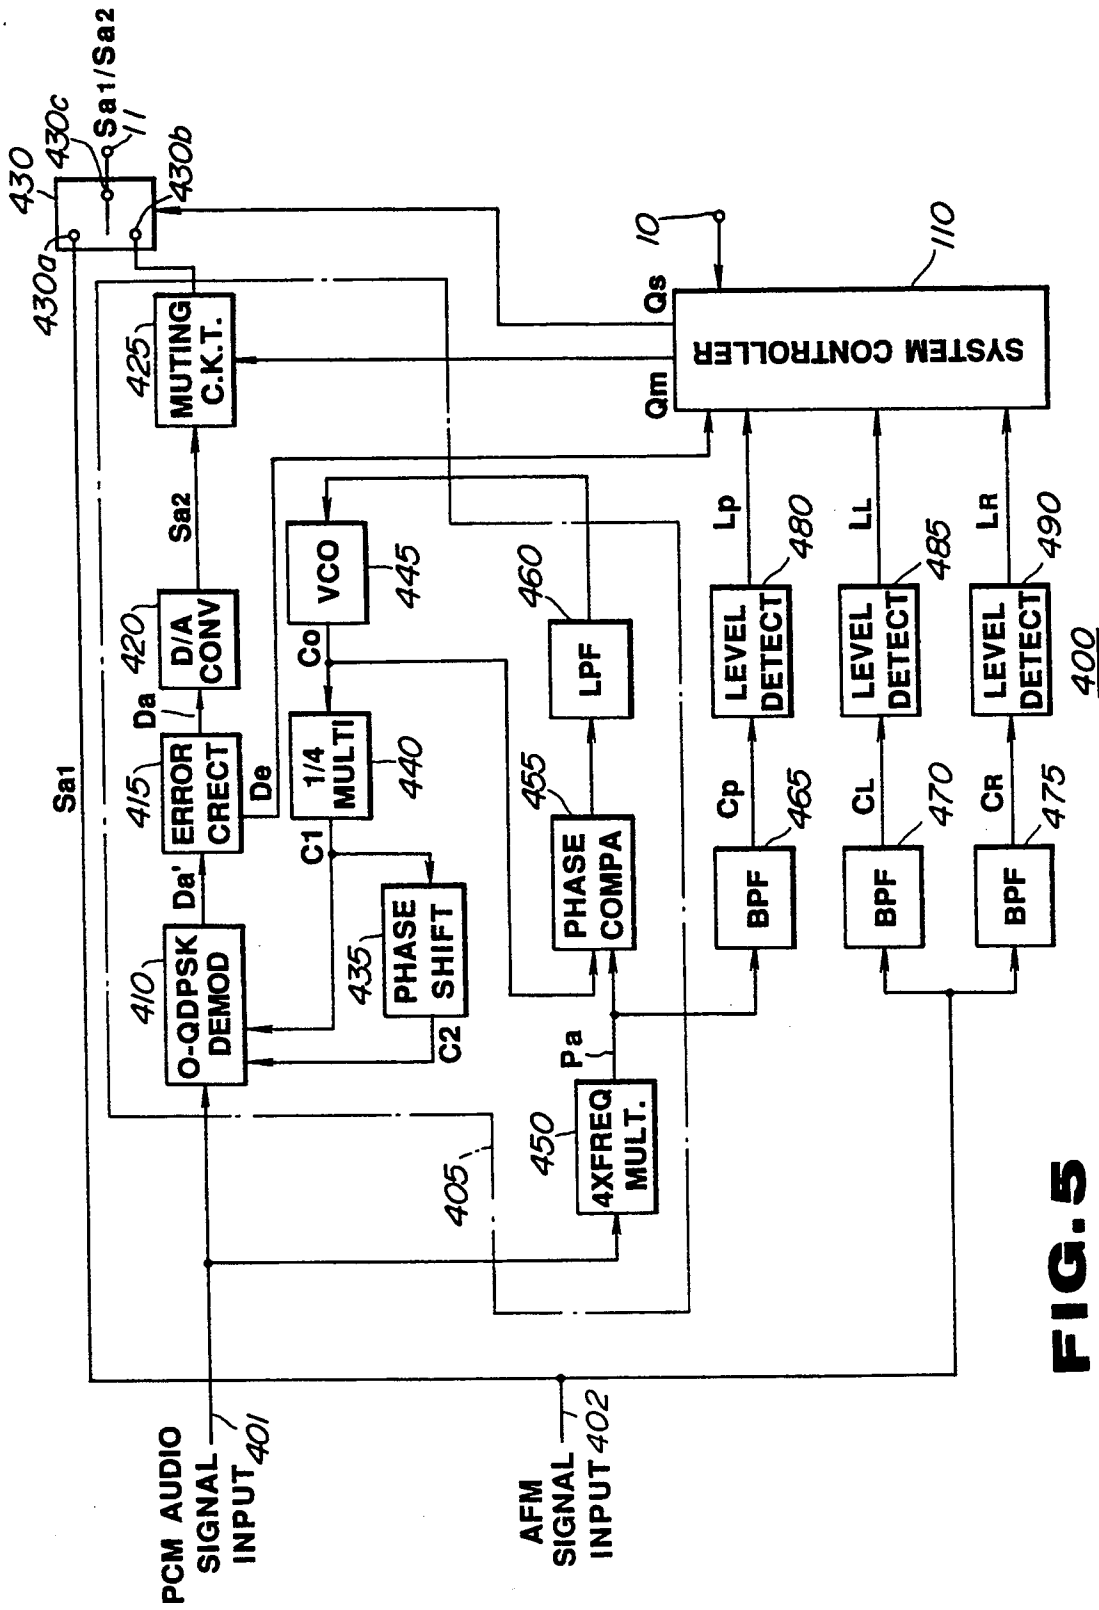 PCM AUDIO
SIGNAL
INPUT 401
AFM
SIGNAL
INPUT 402
Sa1
405
410
O-QDPSK
DEMOD
Da'
415
ERROR
CRECT
Da
De
420
D/A
CONV
Sa2
425
MUTING
C.K.T.
430
430a
430b
430c
Sa1/Sa2
11
435
PHASE
SHIFT
C2
C1
1/4
MULTI
440
Co
VCO
445
450
4XFREQ
MULT.
Pa
455
PHASE
COMPA
460
LPF
BPF
465
Cp
LEVEL
DETECT
480
Lp
BPF
470
CL
LEVEL
DETECT
485
LL
BPF
475
CR
LEVEL
DETECT
490
LR
Qm
Qs
10
SYSTEM CONTROLLER
110
400
FIG.5